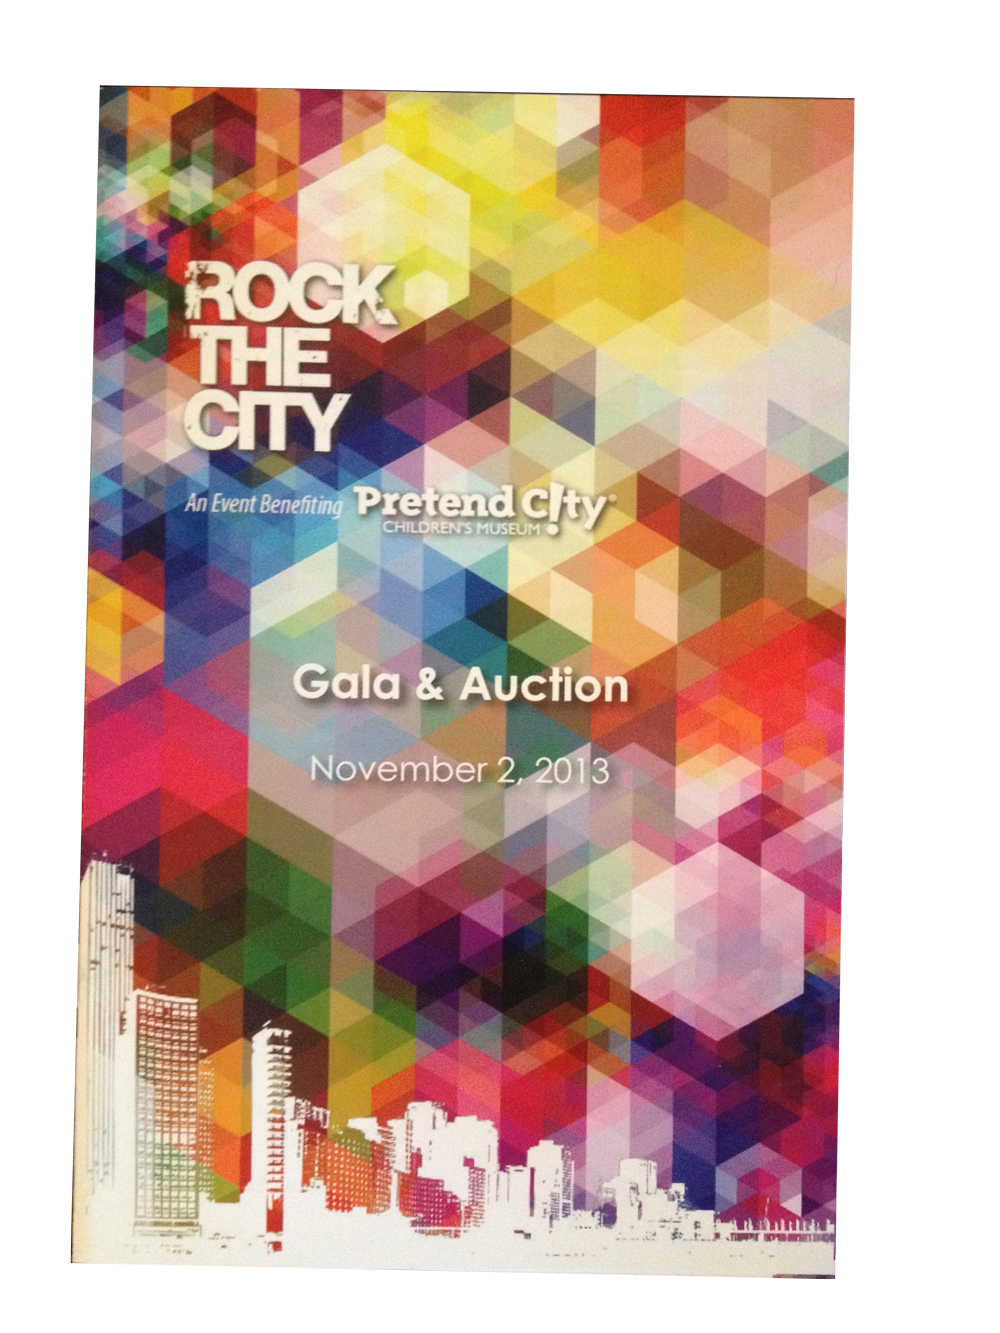 ROCK
THE
CITY
An Event Benefiting Pretend C!ty®
CHILDREN'S MUSEUM
Gala & Auction
November 2, 2013